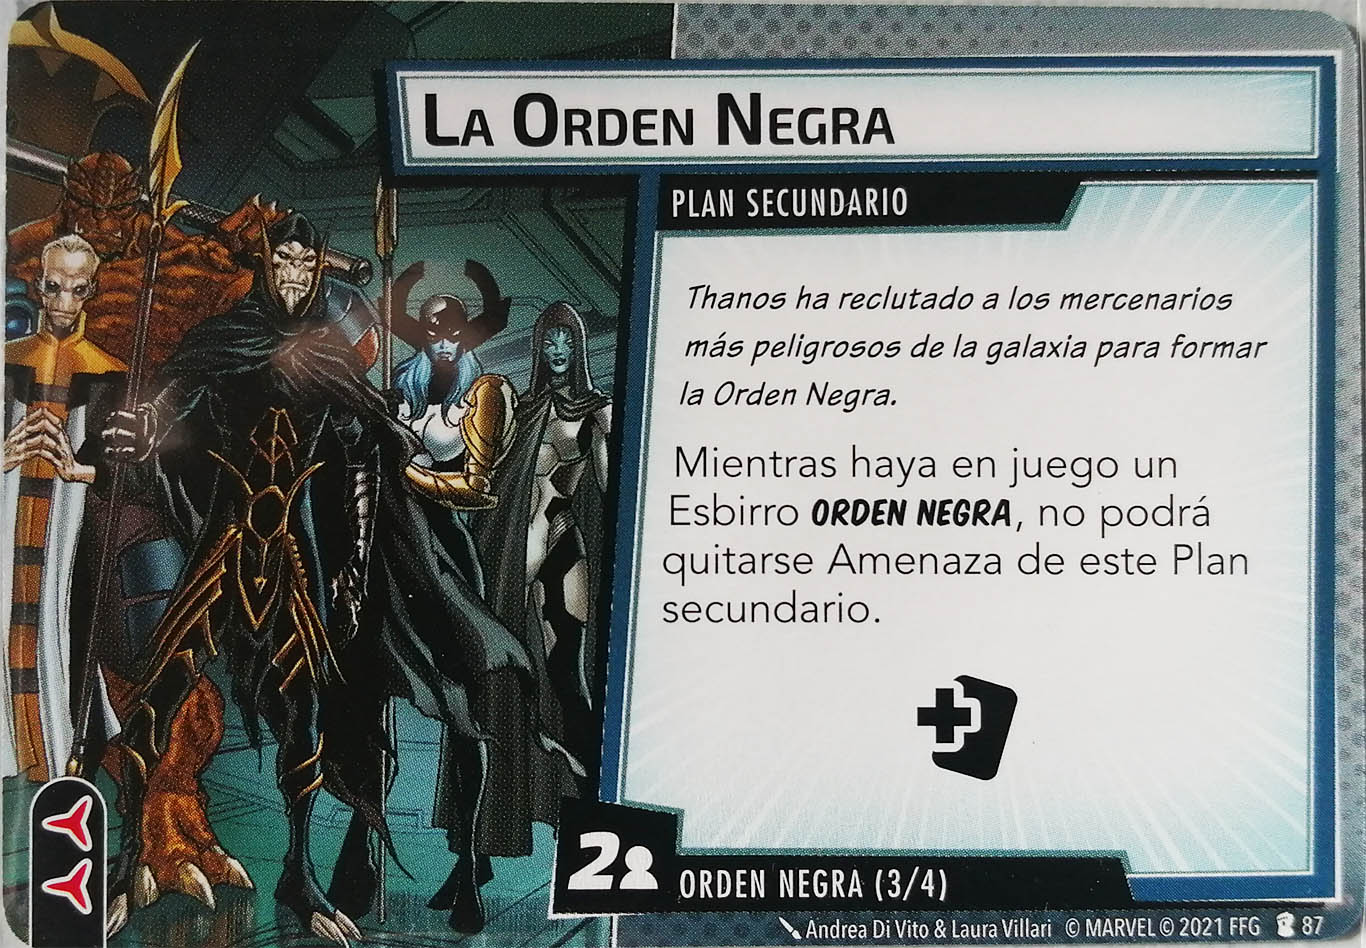 LA ORDEN NEGRA
PLAN SECUNDARIO
Thanos ha reclutado a los mercenarios
más peligrosos de la galaxia para formar
la Orden Negra.
Mientras haya en juego un
Esbirro ORDEN NEGRA, no podrá
quitarse Amenaza de este Plan
secundario.
2
ORDEN NEGRA (3/4)
Andrea Di Vito & Laura Villari © MARVEL © 2021 FFG 87